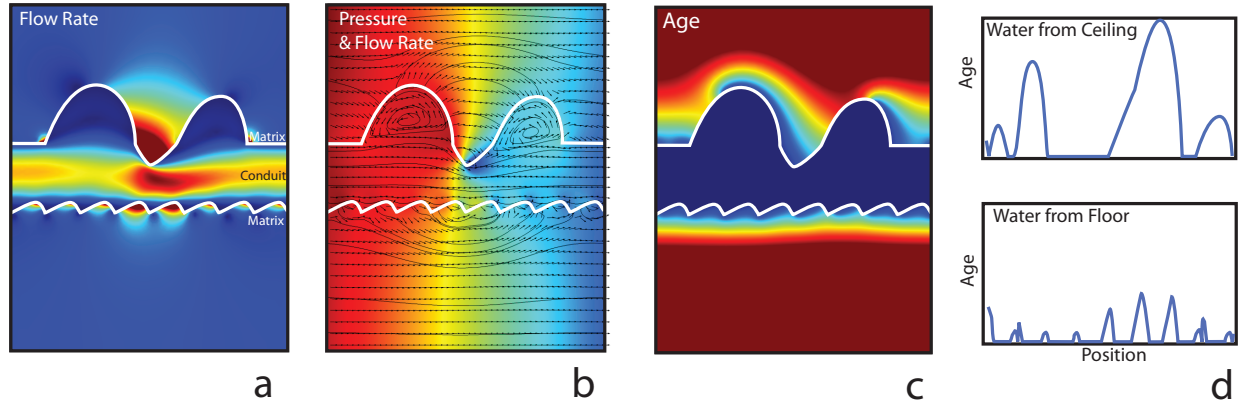 Flow Rate
Matrix
Conduit
Matrix
a
Pressure
& Flow Rate
b
Age
c
Water from Ceiling
Age
Water from Floor
Age
Position
d